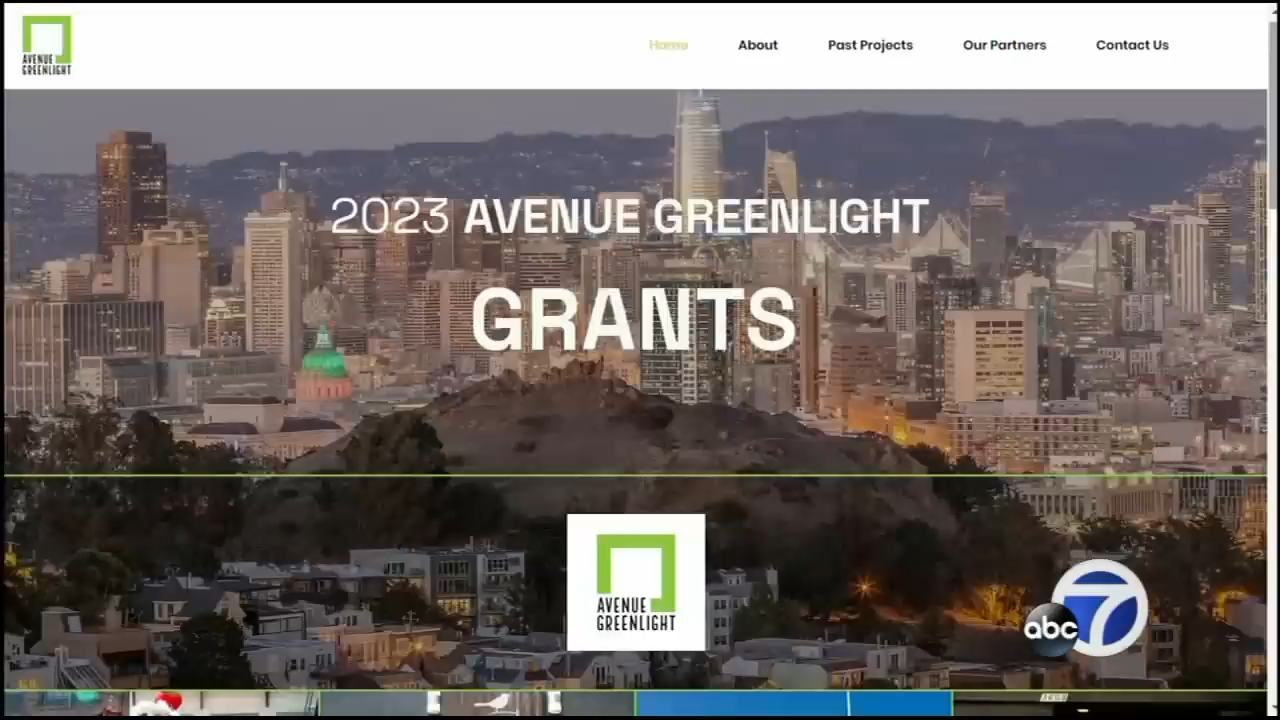 AVENUE
GREENLIGHT
Home
About
Past Projects
Our Partners
Contact Us
2023 AVENUE GREENLIGHT
GRANTS
AVENUE
GREENLIGHT
abc 7